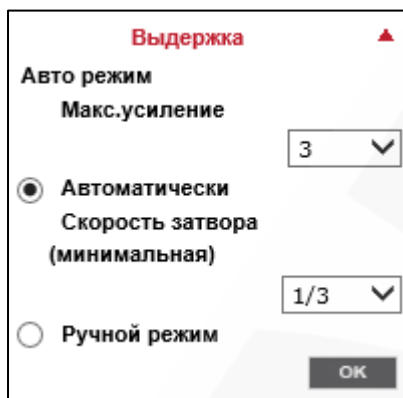 Выдержка
Авто режим
Макс.усиление
3
Автоматически
Скорость затвора
(минимальная)
1/3
Ручной режим
OK